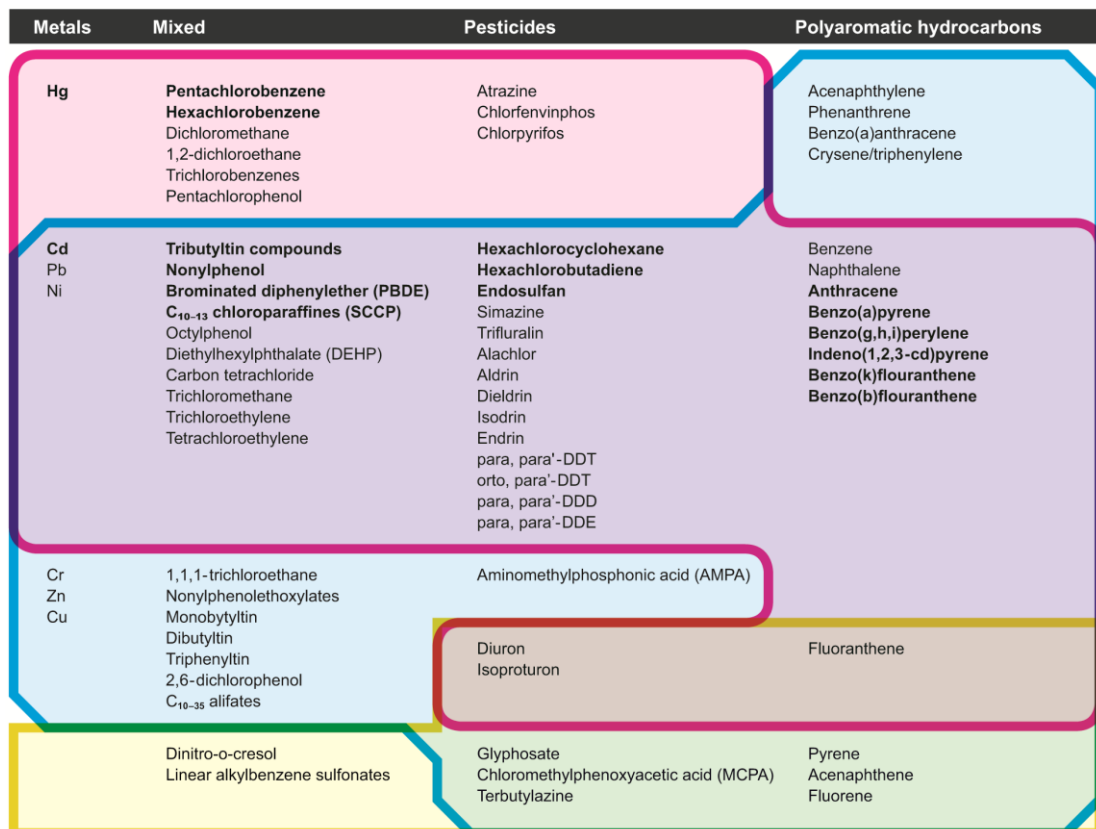 Metals Mixed Pesticides Polyaromatic hydrocarbons
Hg
Pentachlorobenzene
Hexachlorobenzene
Dichloromethane
1,2-dichloroethane
Trichlorobenzenes
Pentachlorophenol
Atrazine
Chlorfenvinphos
Chlorpyrifos
Acenaphthylene
Phenanthrene
Benzo(a)anthracene
Crysene/triphenylene
Cd
Pb
Ni
Tributyltin compounds
Nonylphenol
Brominated diphenylether (PBDE)
C10–13 chloroparaffines (SCCP)
Octylphenol
Diethylhexylphthalate (DEHP)
Carbon tetrachloride
Trichloromethane
Trichloroethylene
Tetrachloroethylene
Hexachlorocyclohexane
Hexachlorobutadiene
Endosulfan
Simazine
Trifluralin
Alachlor
Aldrin
Dieldrin
Isodrin
Endrin
para, para'-DDT
orto, para'-DDT
para, para'-DDD
para, para'-DDE
Benzene
Naphthalene
Anthracene
Benzo(a)pyrene
Benzo(g,h,i)perylene
Indeno(1,2,3-cd)pyrene
Benzo(k)flouranthene
Benzo(b)flouranthene
Cr
Zn
Cu
1,1,1-trichloroethane
Nonylphenolethoxylates
Monobytyltin
Dibutyltin
Triphenyltin
2,6-dichlorophenol
C10–35 alifates
Aminomethylphosphonic acid (AMPA)
Diuron
Isoproturon
Fluoranthene
Dinitro-o-cresol
Linear alkylbenzene sulfonates
Glyphosate
Chloromethylphenoxyacetic acid (MCPA)
Terbutylazine
Pyrene
Acenaphthene
Fluorene